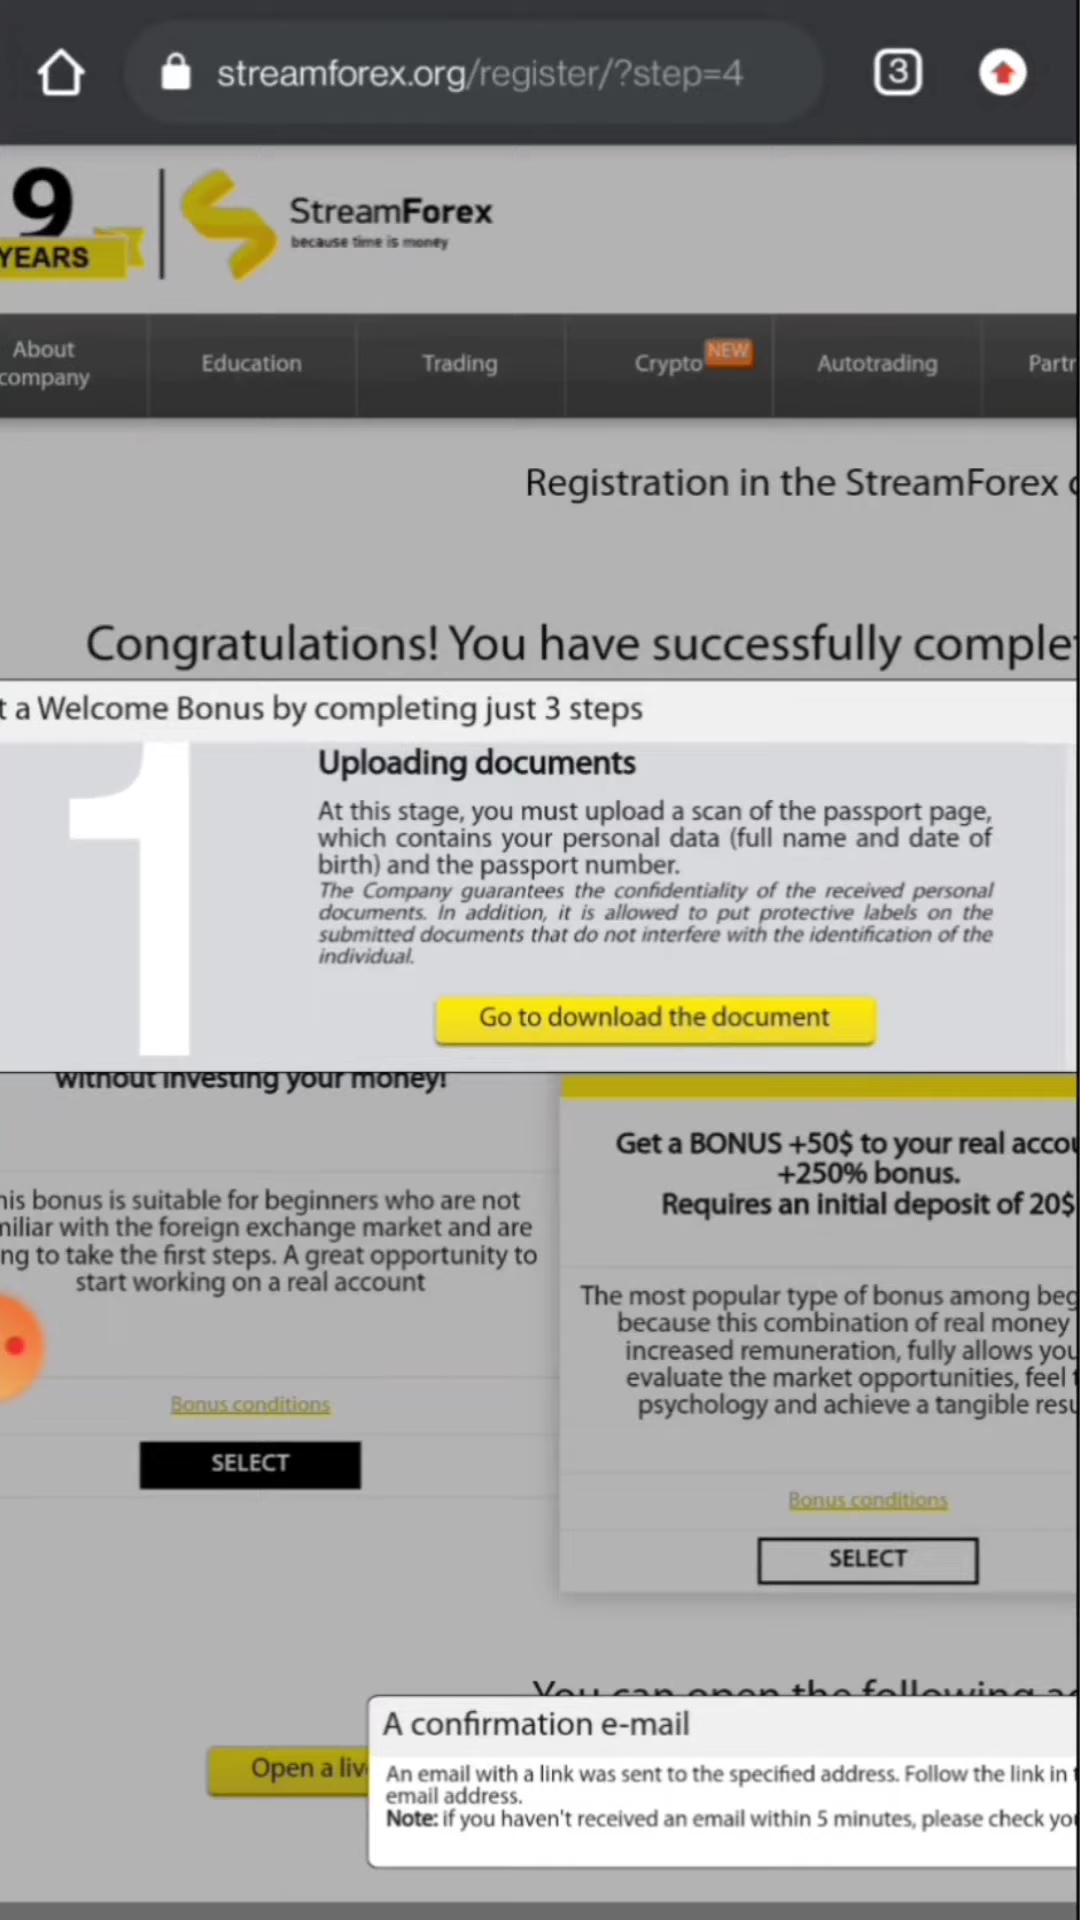 streamforex.org/register/?step=4
3
9
YEARS
StreamForex
because time is money
About
company
Education
Trading
Crypto
NEW
Autotrading
Partr
Registration in the StreamForex
Congratulations! You have successfully complet
t a Welcome Bonus by completing just 3 steps
1
Uploading documents
At this stage, you must upload a scan of the passport page,
which contains your personal data (full name and date of
birth) and the passport number.
The Company guarantees the confidentiality of the received personal
documents. In addition, it is allowed to put protective labels on the
submitted documents that do not interfere with the identification of the
individual.
Go to download the document
without investing your money!
his bonus is suitable for beginners who are not
miliar with the foreign exchange market and are
ng to take the first steps. A great opportunity to
start working on a real account
Bonus conditions
SELECT
Get a BONUS +50$ to your real accou
+250% bonus.
Requires an initial deposit of 20$
The most popular type of bonus among beg
because this combination of real money
increased remuneration, fully allows you
evaluate the market opportunities, feel t
psychology and achieve a tangible resu
Bonus conditions
SELECT
You can open the following a
Open a liv
A confirmation e-mail
An email with a link was sent to the specified address. Follow the link in t
email address.
Note: if you haven't received an email within 5 minutes, please check you